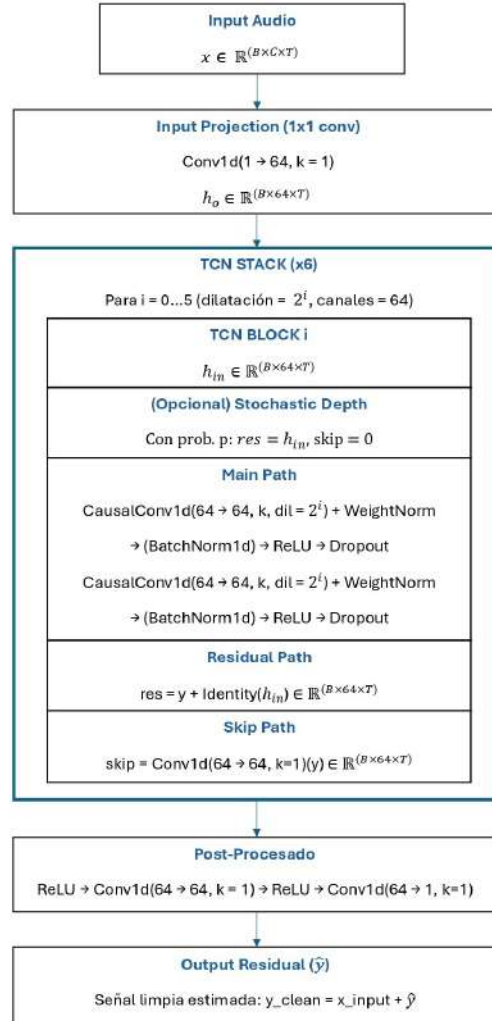 Input Audio
x ∈ ℝ^(B×C×T)
Input Projection (1x1 conv)
Conv1d(1 → 64, k = 1)
h_o ∈ ℝ^(B×64×T)
TCN STACK (x6)
Para i = 0...5 (dilatación = 2^i, canales = 64)
TCN BLOCK i
h_in ∈ ℝ^(B×64×T)
(Opcional) Stochastic Depth
Con prob. p: res = h_in, skip = 0
Main Path
CausalConv1d(64 → 64, k, dil = 2^i) + WeightNorm
→ (BatchNorm1d) → ReLU → Dropout
CausalConv1d(64 → 64, k, dil = 2^i) + WeightNorm
→ (BatchNorm1d) → ReLU → Dropout
Residual Path
res = y + Identity(h_in) ∈ ℝ^(B×64×T)
Skip Path
skip = Conv1d(64 → 64, k=1)(y) ∈ ℝ^(B×64×T)
Post-Procesado
ReLU → Conv1d(64 → 64, k = 1) → ReLU → Conv1d(64 → 1, k=1)
Output Residual (ŷ)
Señal limpia estimada: y_clean = x_input + ŷ